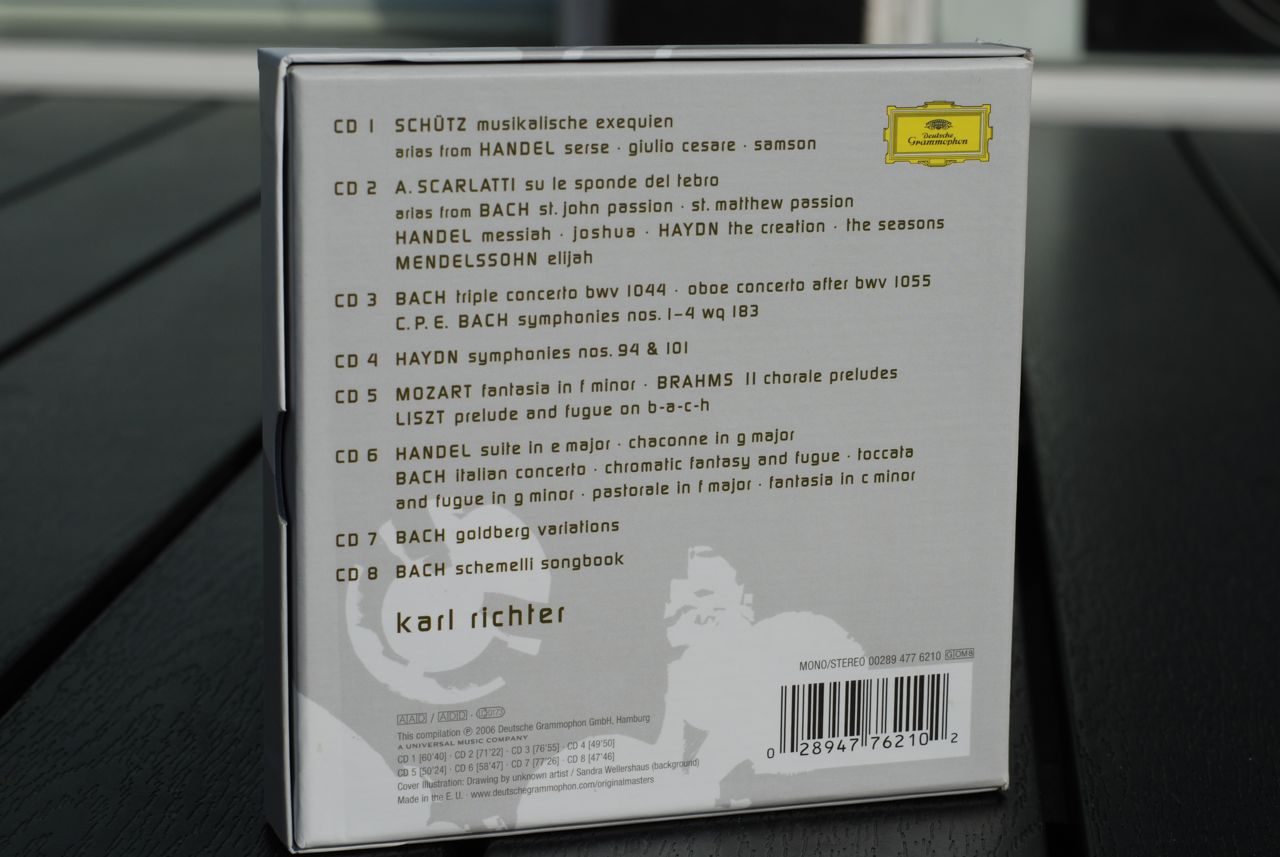 Deutsche
Grammophon
CD 1 SCHÜTZ musikalische exequien
arias from HANDEL serse · giulio cesare · samson
CD 2 A. SCARLATTI su le sponde del tebro
arias from BACH st. john passion · st. matthew passion
HANDEL messiah · joshua · HAYDN the creation · the seasons
MENDELSSOHN elijah
CD 3 BACH triple concerto bwv 1044 · oboe concerto after bwv 1055
C. P. E. BACH symphonies nos. 1–4 wq 183
CD 4 HAYDN symphonies nos. 94 & 101
CD 5 MOZART fantasia in f minor · BRAHMS 11 chorale preludes
LISZT prelude and fugue on b-a-c-h
CD 6 HANDEL suite in e major · chaconne in g major
BACH italian concerto · chromatic fantasy and fugue · toccata
and fugue in g minor · pastorale in f major · fantasia in c minor
CD 7 BACH goldberg variations
CD 8 BACH schemelli songbook
karl richter
MONO/STEREO 00289 477 6210 GOM8
AAD / ADD ·
This compilation ℗ 2006 Deutsche Grammophon GmbH, Hamburg
A UNIVERSAL MUSIC COMPANY
CD 1 [60'40] · CD 2 [71'22] · CD 3 [76'55] · CD 4 [49'50]
CD 5 [50'24] · CD 6 [58'47] · CD 7 [77'26] · CD 8 [47'46]
Cover Illustration: Drawing by unknown artist / Sandra Wellershaus (background)
Made in the E. U. · www.deutschegrammophon.com/originalmasters
0 28947 76210 2